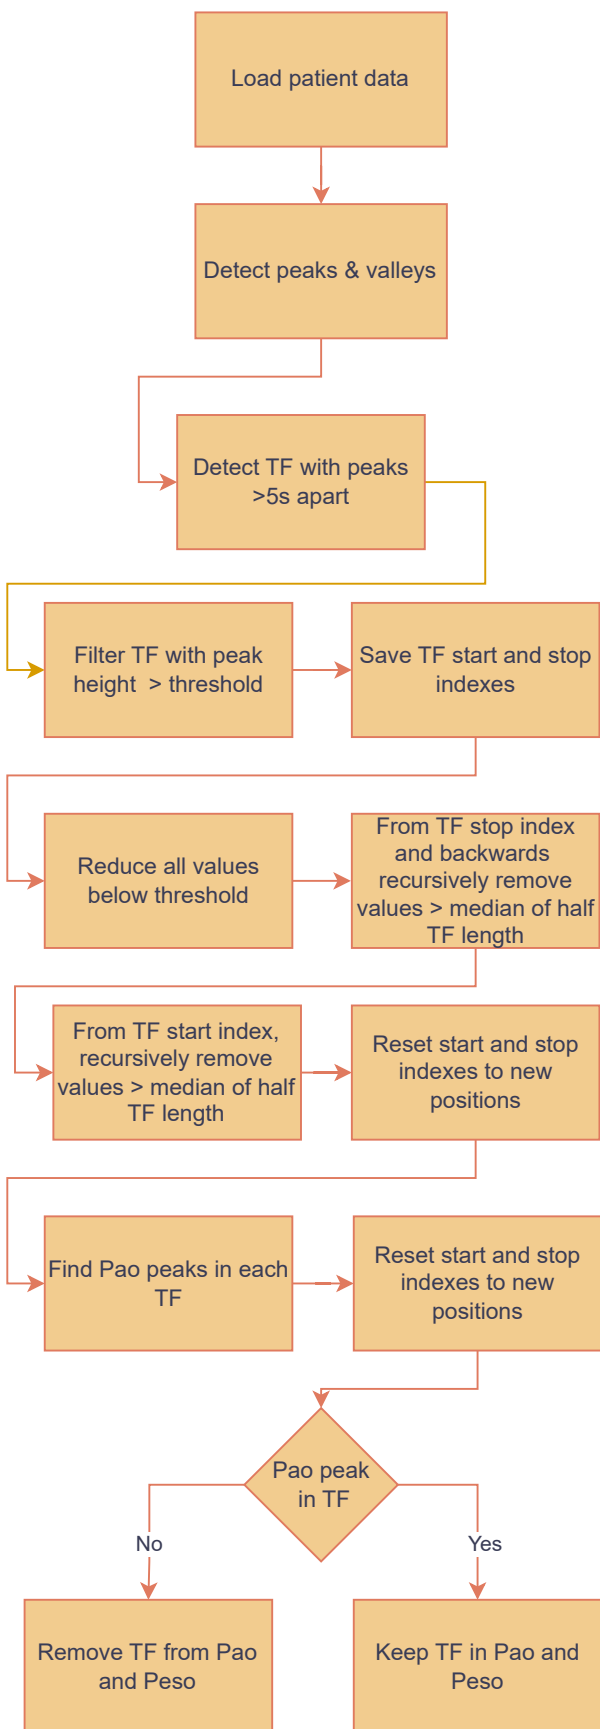 Load patient data
Detect peaks & valleys
Detect TF with peaks
>5s apart
Filter TF with peak
height > threshold
Save TF start and stop
indexes
Reduce all values
below threshold
From TF stop index
and backwards
recursively remove
values > median of half
TF length
From TF start index,
recursively remove
values > median of half
TF length
Reset start and stop
indexes to new
positions
Find Pao peaks in each
TF
Reset start and stop
indexes to new
positions
Pao peak
in TF
No
Yes
Remove TF from Pao
and Peso
Keep TF in Pao and
Peso